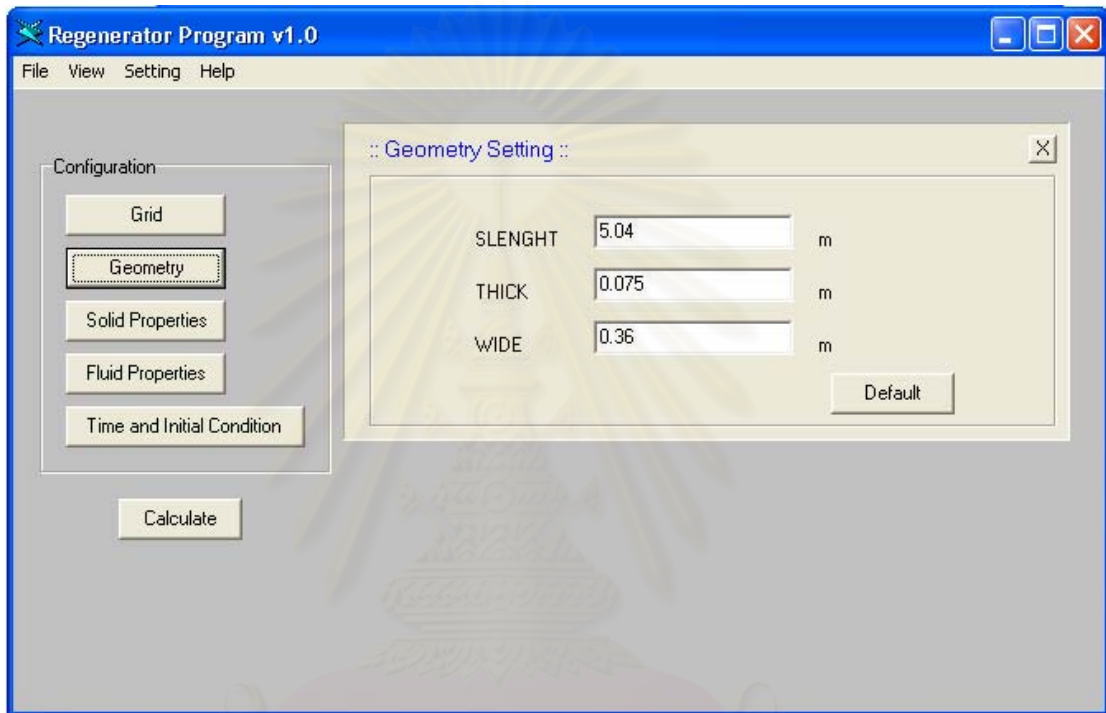 Regenerator Program v1.0
File View Setting Help
Configuration
Grid
Geometry
Solid Properties
Fluid Properties
Time and Initial Condition
Calculate
:: Geometry Setting ::
X
SLENGHT 5.04 m
THICK 0.075 m
WIDE 0.36 m
Default